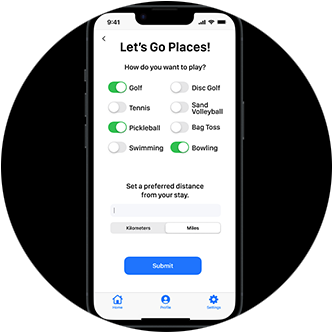 9:41
Let's Go Places!
How do you want to play?
Golf
Disc Golf
Tennis
Sand
Volleyball
Pickleball
Bag Toss
Swimming
Bowling
Set a preferred distance
from your stay.
Kilometers
Miles
Submit
Home
Profile
Settings